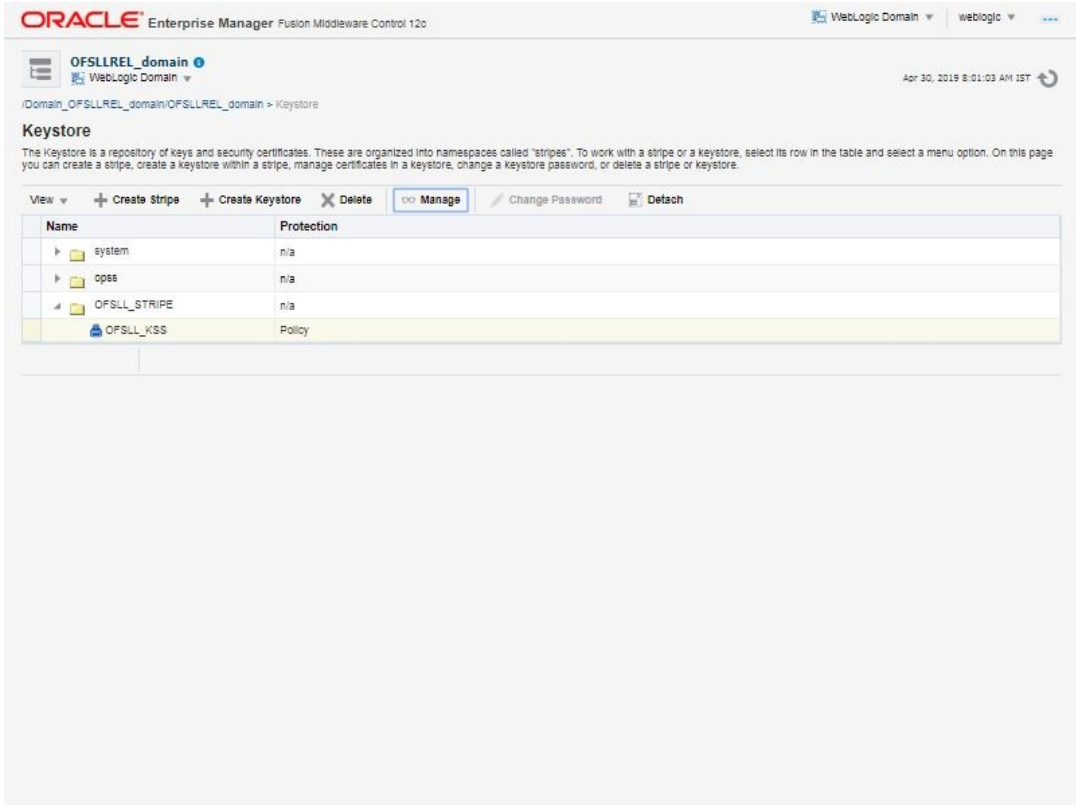 ORACLE® Enterprise Manager Fusion Middleware Control 12c WebLogic Domain weblogic
OFSLLREL_domain
WebLogic Domain Apr 30, 2019 8:01:03 AM IST
/Domain_OFSLLREL_domain/OFSLLREL_domain > Keystore
Keystore
The Keystore is a repository of keys and security certificates. These are organized into namespaces called "stripes". To work with a stripe or a keystore, select its row in the table and select a menu option. On this page
you can create a stripe, create a keystore within a stripe, manage certificates in a keystore, change a keystore password, or delete a stripe or keystore.
View Create Stripe Create Keystore Delete Manage Change Password Detach
Name Protection
system n/a
opss n/a
OFSLL_STRIPE n/a
OFSLL_KSS Policy